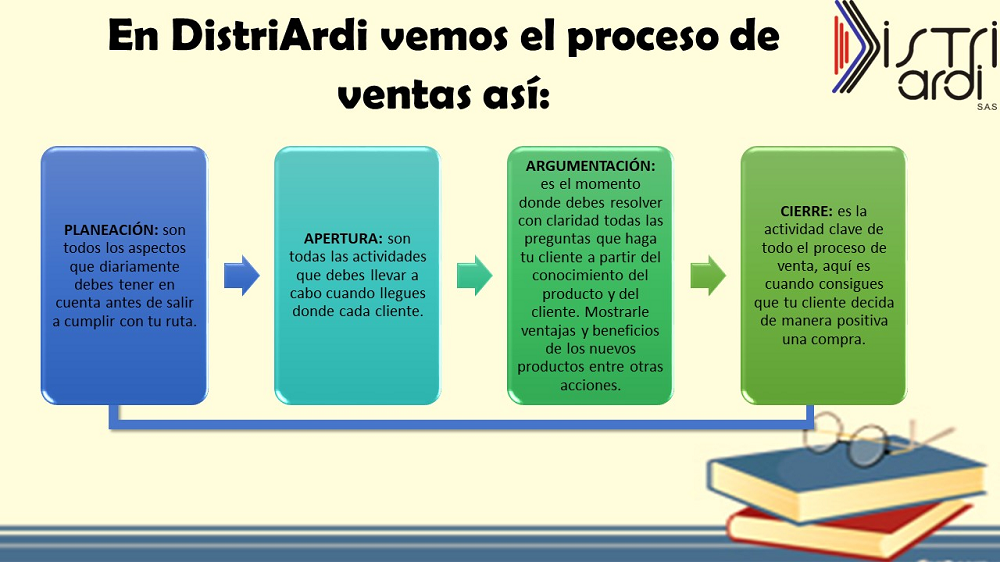 En DistriArdi vemos el proceso de
ventas así:
Distri
ardi
S.A.S
PLANEACIÓN: son
todos los aspectos
que diariamente
debes tener en
cuenta antes de salir
a cumplir con tu ruta.
APERTURA: son
todas las actividades
que debes llevar a
cabo cuando llegues
donde cada cliente.
ARGUMENTACIÓN:
es el momento
donde debes resolver
con claridad todas las
preguntas que haga
tu cliente a partir del
conocimiento del
producto y del
cliente. Mostrarle
ventajas y beneficios
de los nuevos
productos entre otras
acciones.
CIERRE: es la
actividad clave de
todo el proceso de
venta, aquí es
cuando consigues
que tu cliente decida
de manera positiva
una compra.